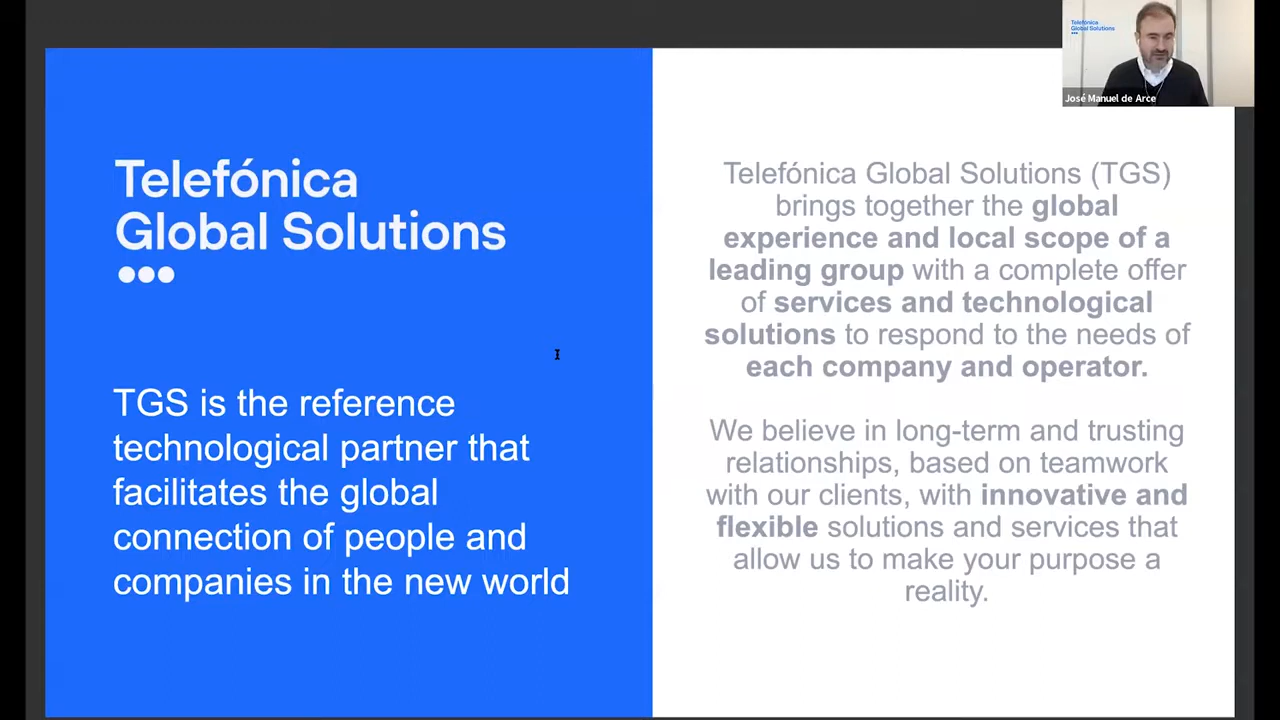 Telefónica
Global Solutions
José Manuel de Arce
Telefónica
Global Solutions
TGS is the reference
technological partner that
facilitates the global
connection of people and
companies in the new world
Telefónica Global Solutions (TGS)
brings together the global
experience and local scope of a
leading group with a complete offer
of services and technological
solutions to respond to the needs of
each company and operator.
We believe in long-term and trusting
relationships, based on teamwork
with our clients, with innovative and
flexible solutions and services that
allow us to make your purpose a
reality.